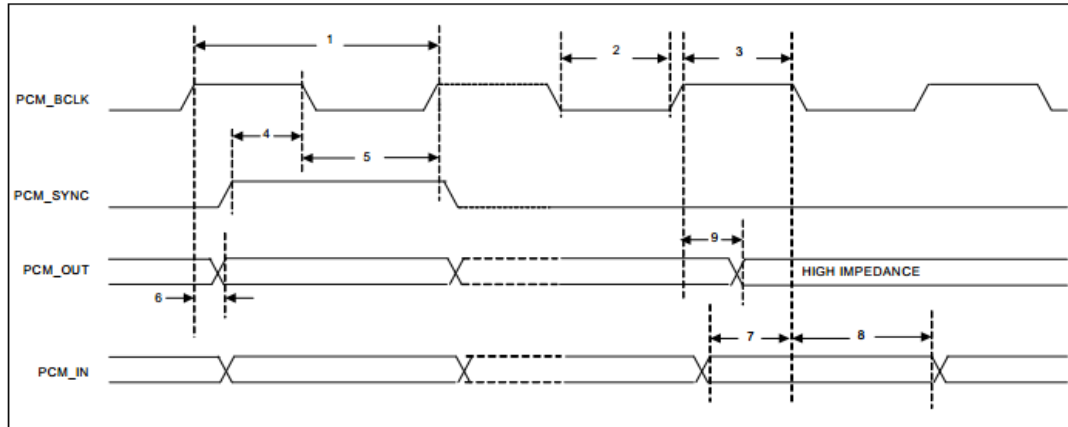 1
2
3
PCM_BCLK
4
5
PCM_SYNC
9
PCM_OUT
HIGH IMPEDANCE
6
7
8
PCM_IN